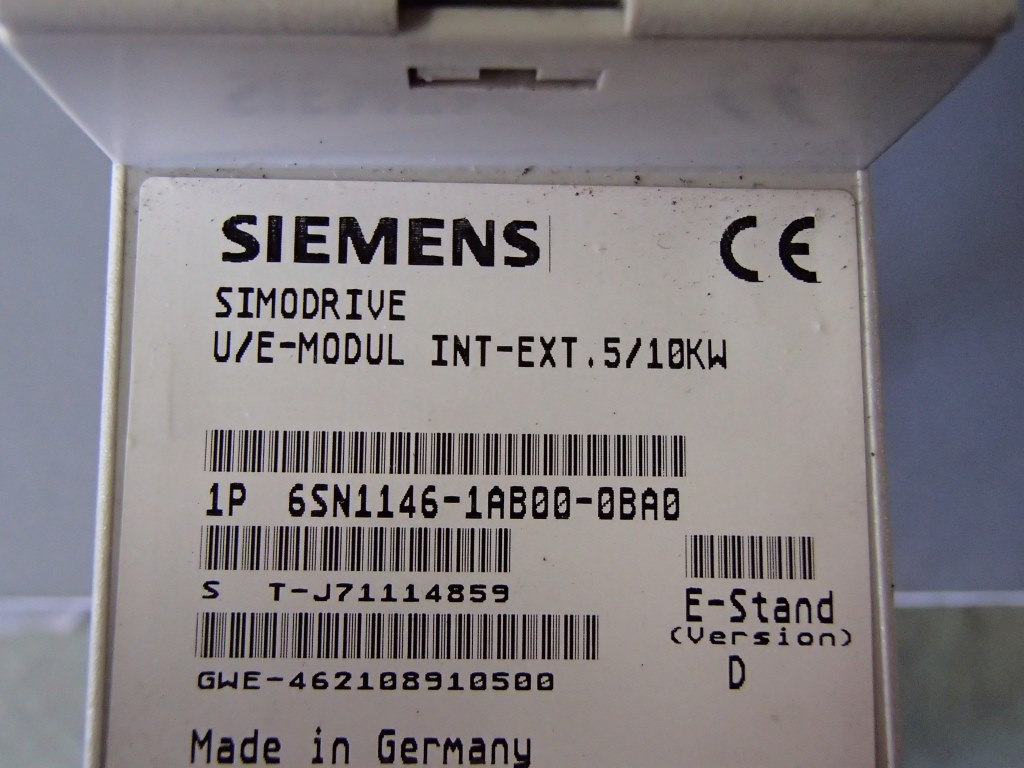 SIEMENS
CE
SIMODRIVE
U/E-MODUL INT-EXT.5/10KW
1P 6SN1146-1AB00-0BA0
S T-J71114859
E-Stand
(Version)
D
GWE-462108910500
Made in Germany